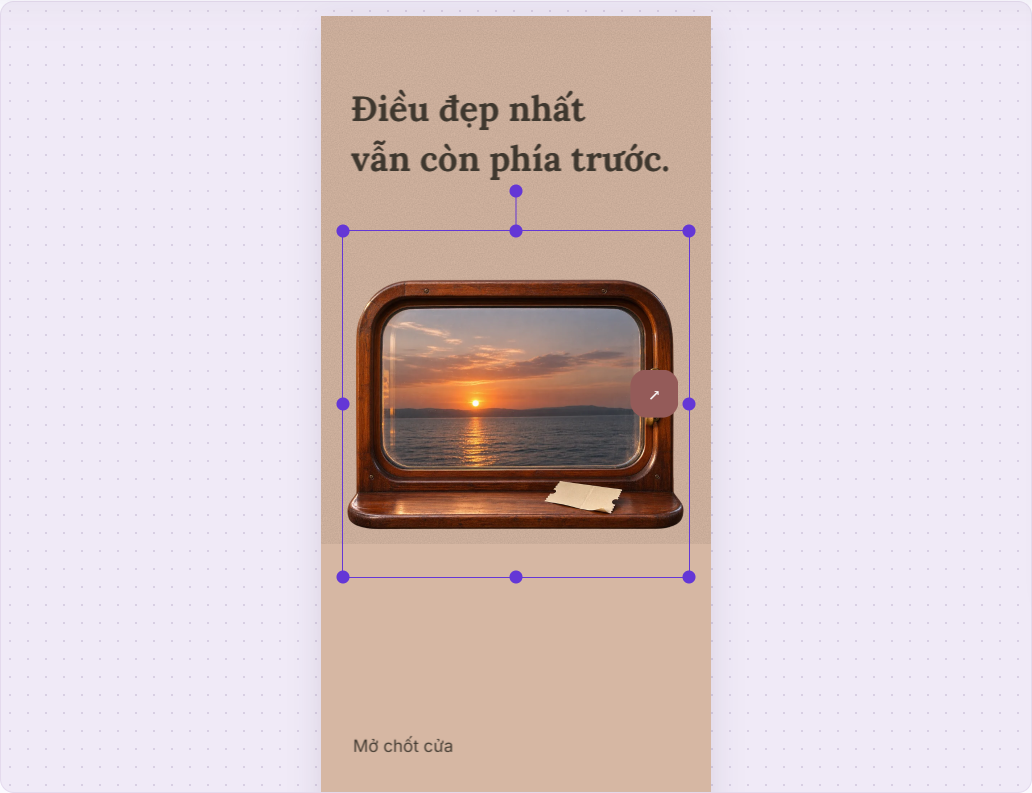 Điều đẹp nhất
vẫn còn phía trước.
Mở chốt cửa